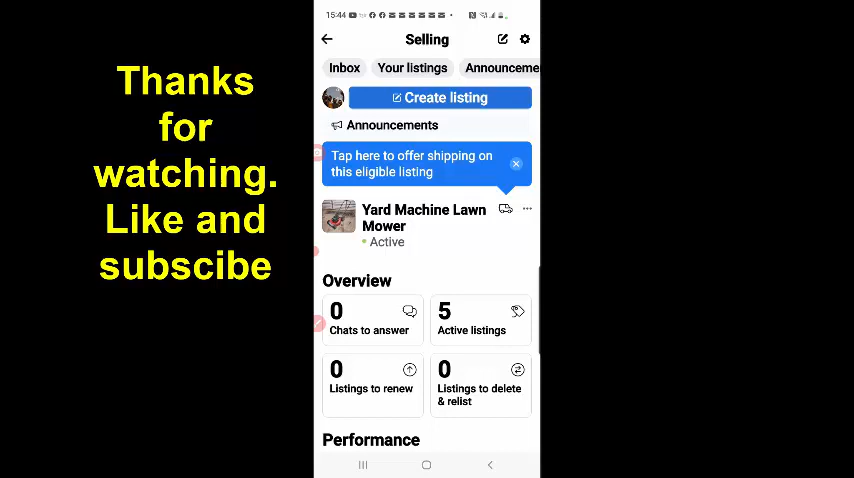 Thanks
for
watching.
Like and
subscibe
15:44
Selling
Inbox
Your listings
Announceme
Create listing
Announcements
Tap here to offer shipping on
this eligible listing
Yard Machine Lawn
Mower
Active
Overview
0
Chats to answer
5
Active listings
0
Listings to renew
0
Listings to delete
& relist
Performance